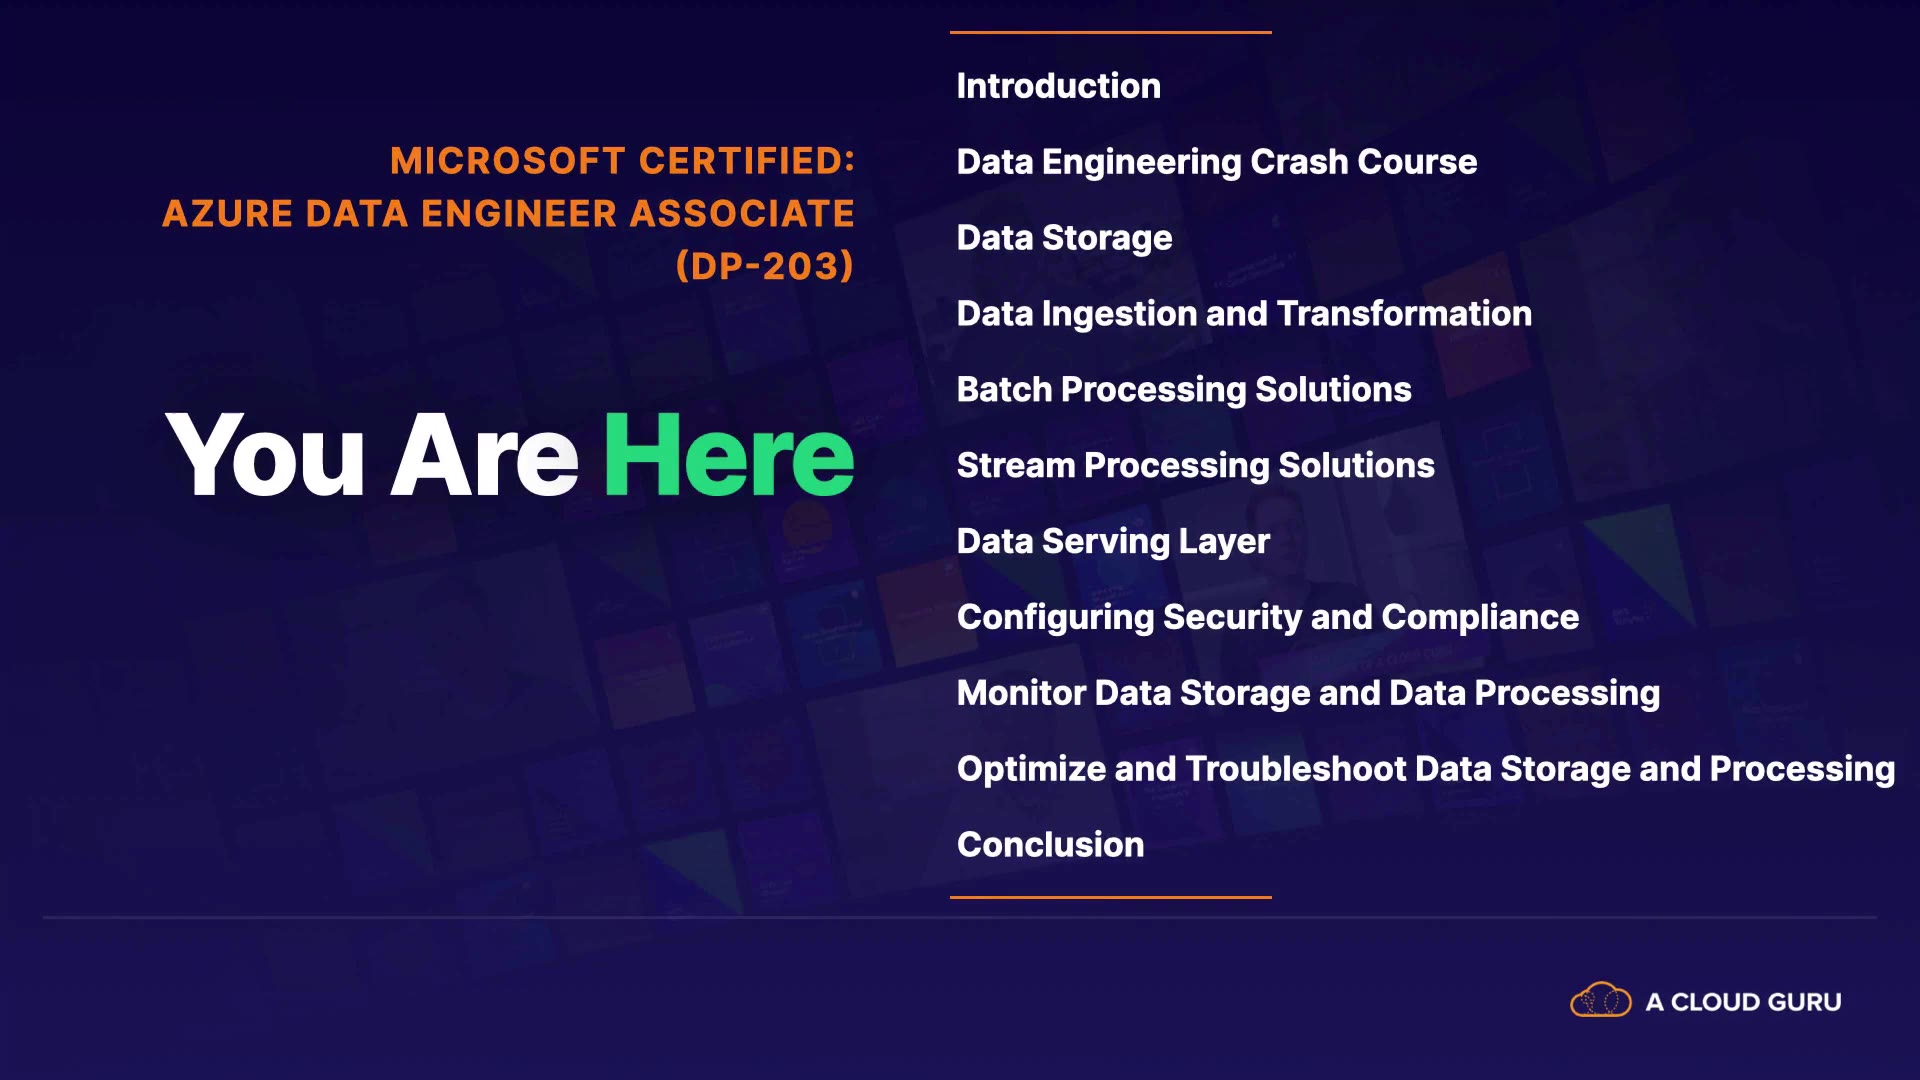 MICROSOFT CERTIFIED:
AZURE DATA ENGINEER ASSOCIATE
(DP-203)
You Are Here
Introduction
Data Engineering Crash Course
Data Storage
Data Ingestion and Transformation
Batch Processing Solutions
Stream Processing Solutions
Data Serving Layer
Configuring Security and Compliance
Monitor Data Storage and Data Processing
Optimize and Troubleshoot Data Storage and Processing
Conclusion
A CLOUD GURU